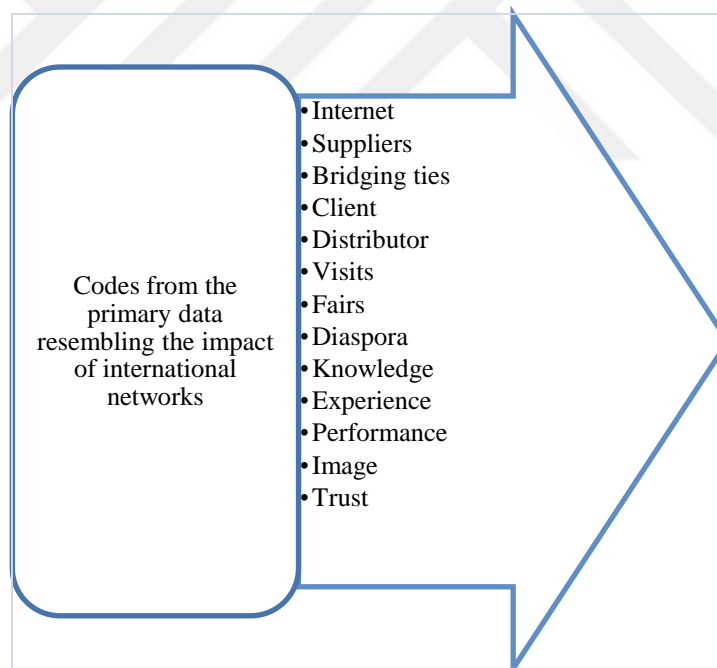 Codes from the
primary data
resembling the impact
of international
networks
•Internet
•Suppliers
•Bridging ties
•Client
•Distributor
•Visits
•Fairs
•Diaspora
•Knowledge
•Experience
•Performance
•Image
•Trust